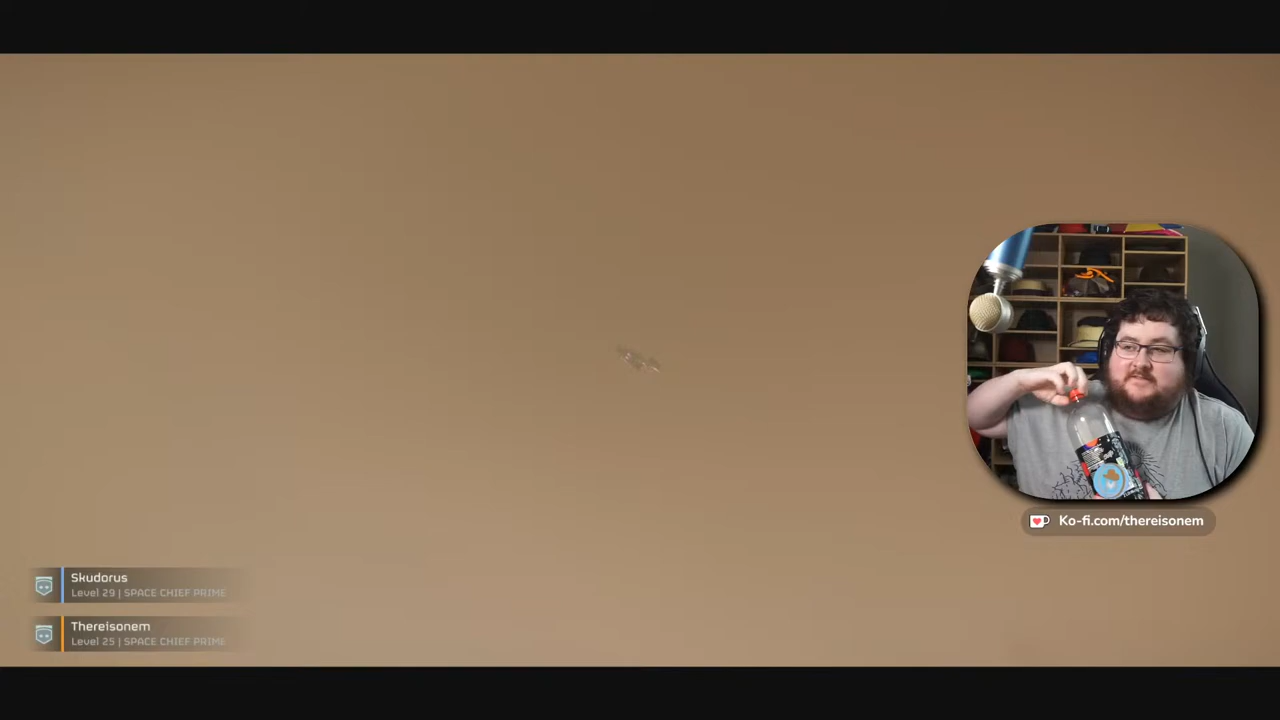 Ko-fi.com/thereisonem
Skudorus
Level 29 | SPACE CHIEF PRIME
Thereisonem
Level 25 | SPACE CHIEF PRIME